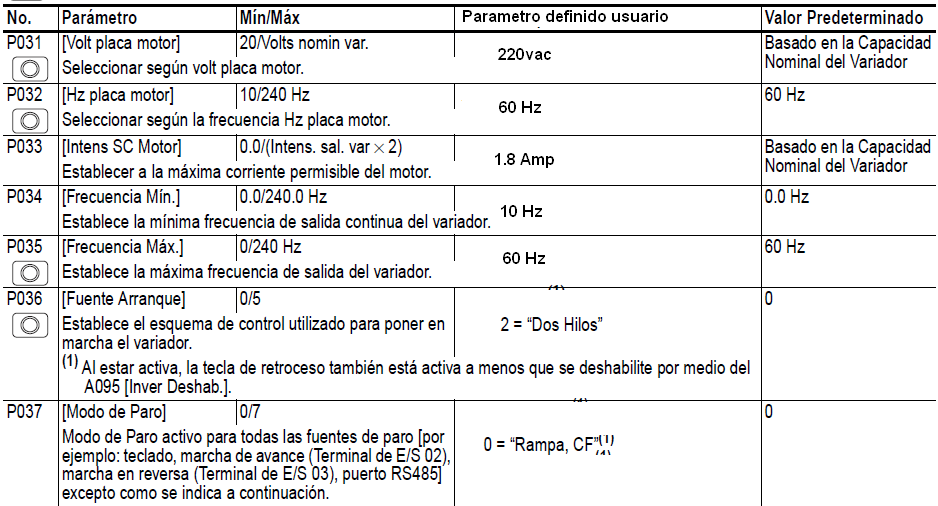 No. Parámetro Mín/Máx Parametro definido usuario Valor Predeterminado
P031 [Volt placa motor] 20/Volts nomin var. 220vac Basado en la Capacidad
Seleccionar según volt placa motor. Nominal del Variador
P032 [Hz placa motor] 10/240 Hz 60 Hz 60 Hz
Seleccionar según la frecuencia Hz placa motor.
P033 [Intens SC Motor] 0.0/(Intens. sal. var × 2) 1.8 Amp Basado en la Capacidad
Establecer a la máxima corriente permisible del motor. Nominal del Variador
P034 [Frecuencia Mín.] 0.0/240.0 Hz 10 Hz 0.0 Hz
Establece la mínima frecuencia de salida continua del variador.
P035 [Frecuencia Máx.] 0/240 Hz 60 Hz 60 Hz
Establece la máxima frecuencia de salida del variador.
P036 [Fuente Arranque] 0/5 0
Establece el esquema de control utilizado para poner en 2 = “Dos Hilos”
marcha el variador.
(1) Al estar activa, la tecla de retroceso también está activa a menos que se deshabilite por medio del
A095 [Inver Deshab.].
P037 [Modo de Paro] 0/7 0
Modo de Paro activo para todas las fuentes de paro [por 0 = “Rampa, CF”(1)
ejemplo: teclado, marcha de avance (Terminal de E/S 02),
marcha en reversa (Terminal de E/S 03), puerto RS485]
excepto como se indica a continuación.